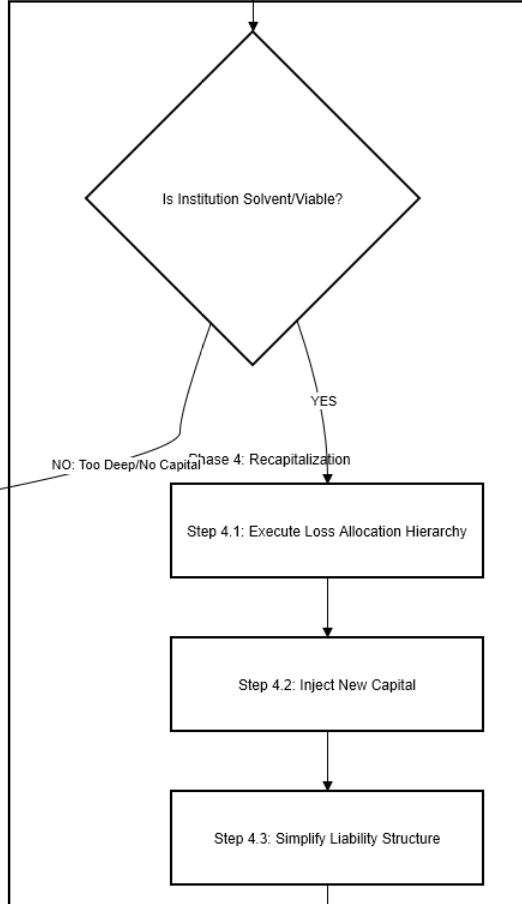 Is Institution Solvent/Viable?
YES
Phase 4: Recapitalization
NO: Too Deep/No Capital
Step 4.1: Execute Loss Allocation Hierarchy
Step 4.2: Inject New Capital
Step 4.3: Simplify Liability Structure